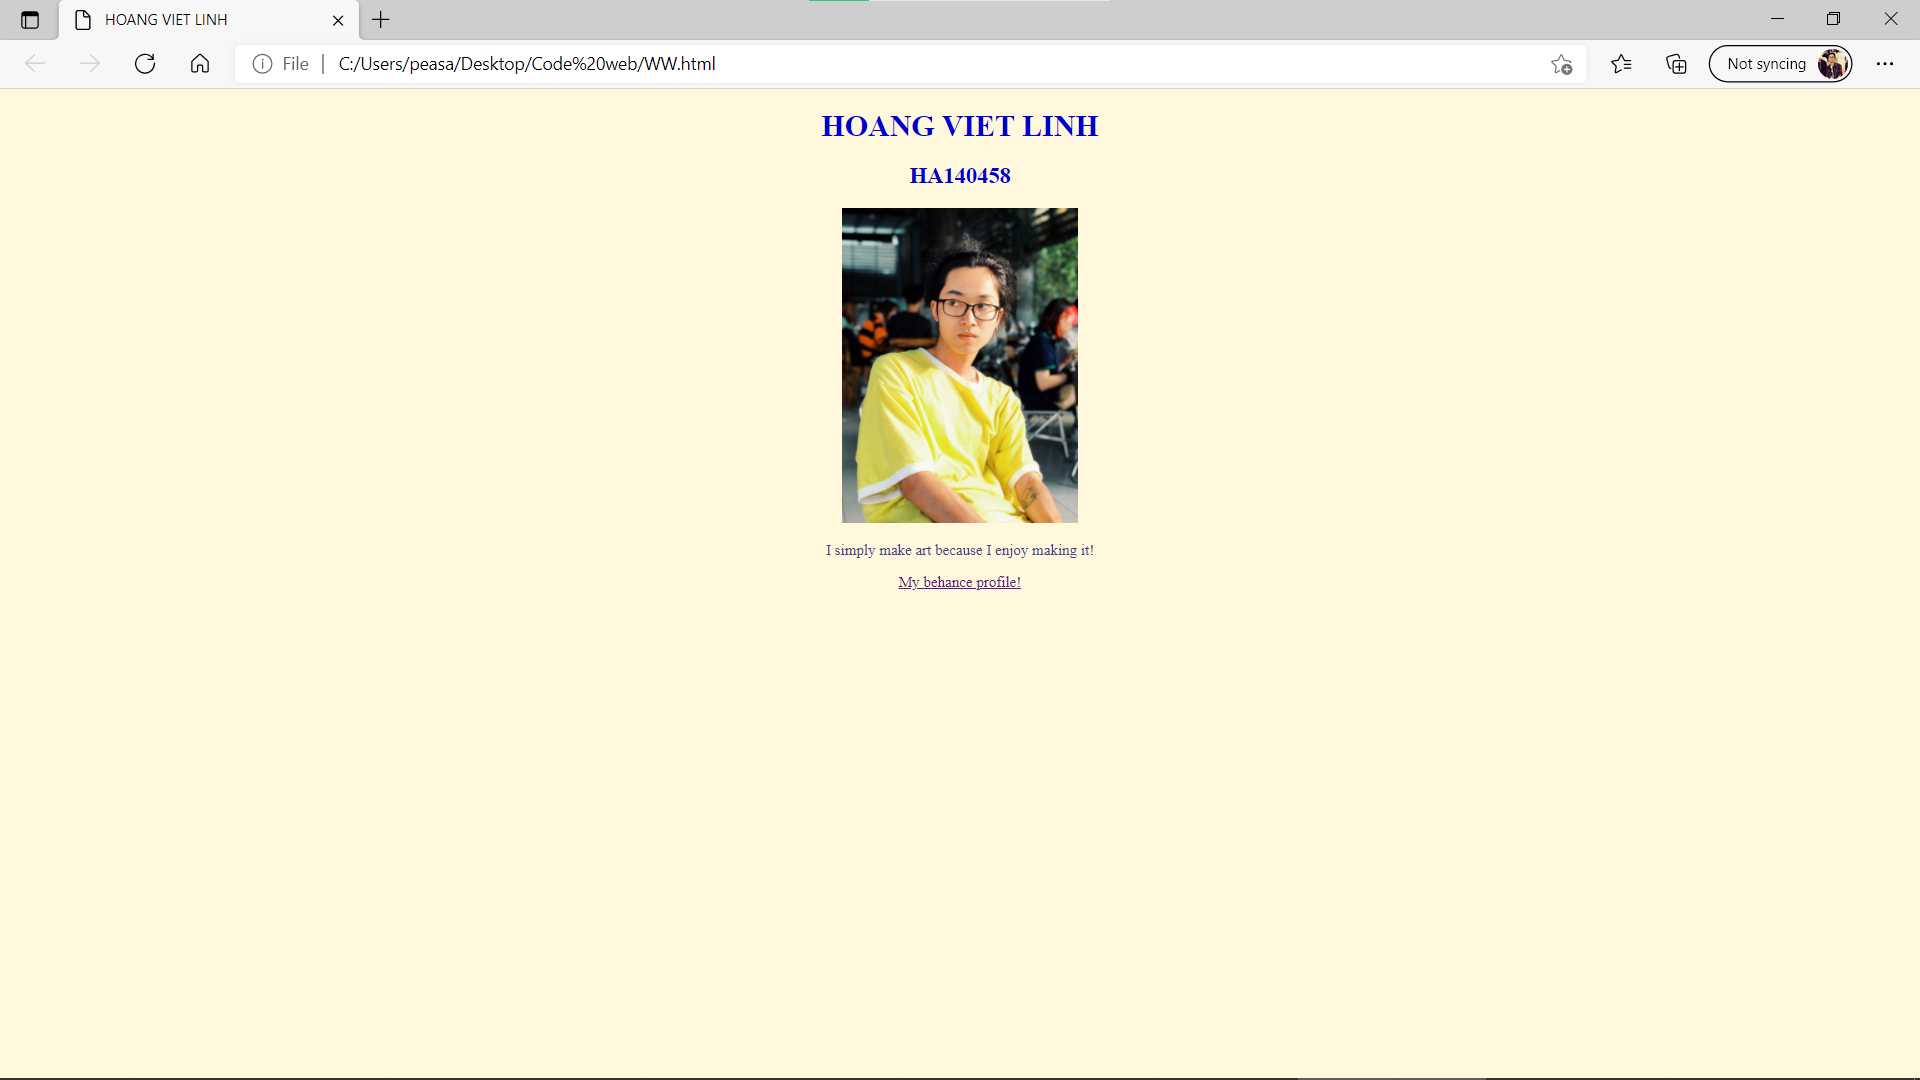 HOANG VIET LINH
File
C:/Users/peasa/Desktop/Code%20web/WW.html
Not syncing
HOANG VIET LINH
HA140458
I simply make art because I enjoy making it!
My behance profile!